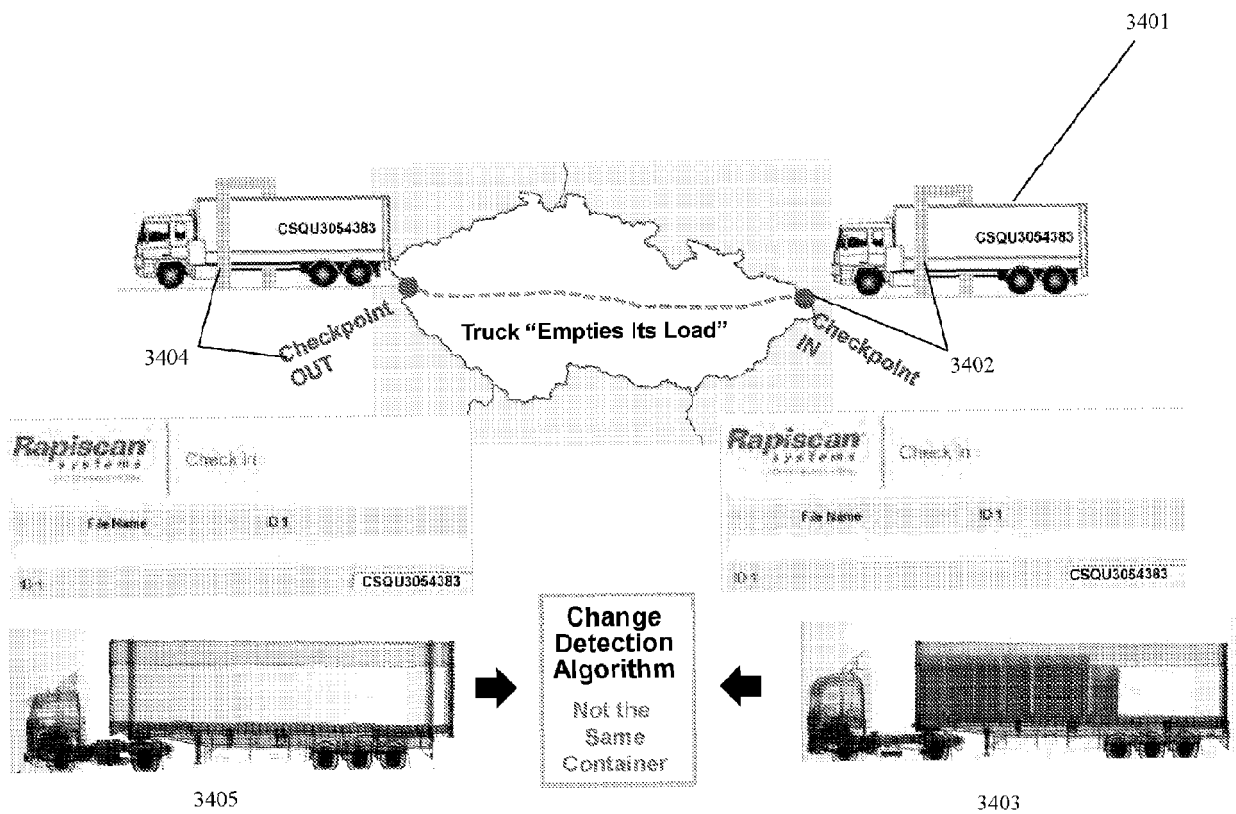 3401
CSQU3054383
CSQU3054383
Checkpoint
OUT
Truck “Empties Its Load”
Checkpoint
IN
3404
3402
Rapiscan
systems
Check In
Rapiscan
systems
Check In
File Name ID 1
File Name ID 1
ID 1 CSQU3054383
ID 1 CSQU3054383
Change
Detection
Algorithm
Not the
Same
Container
3405
3403